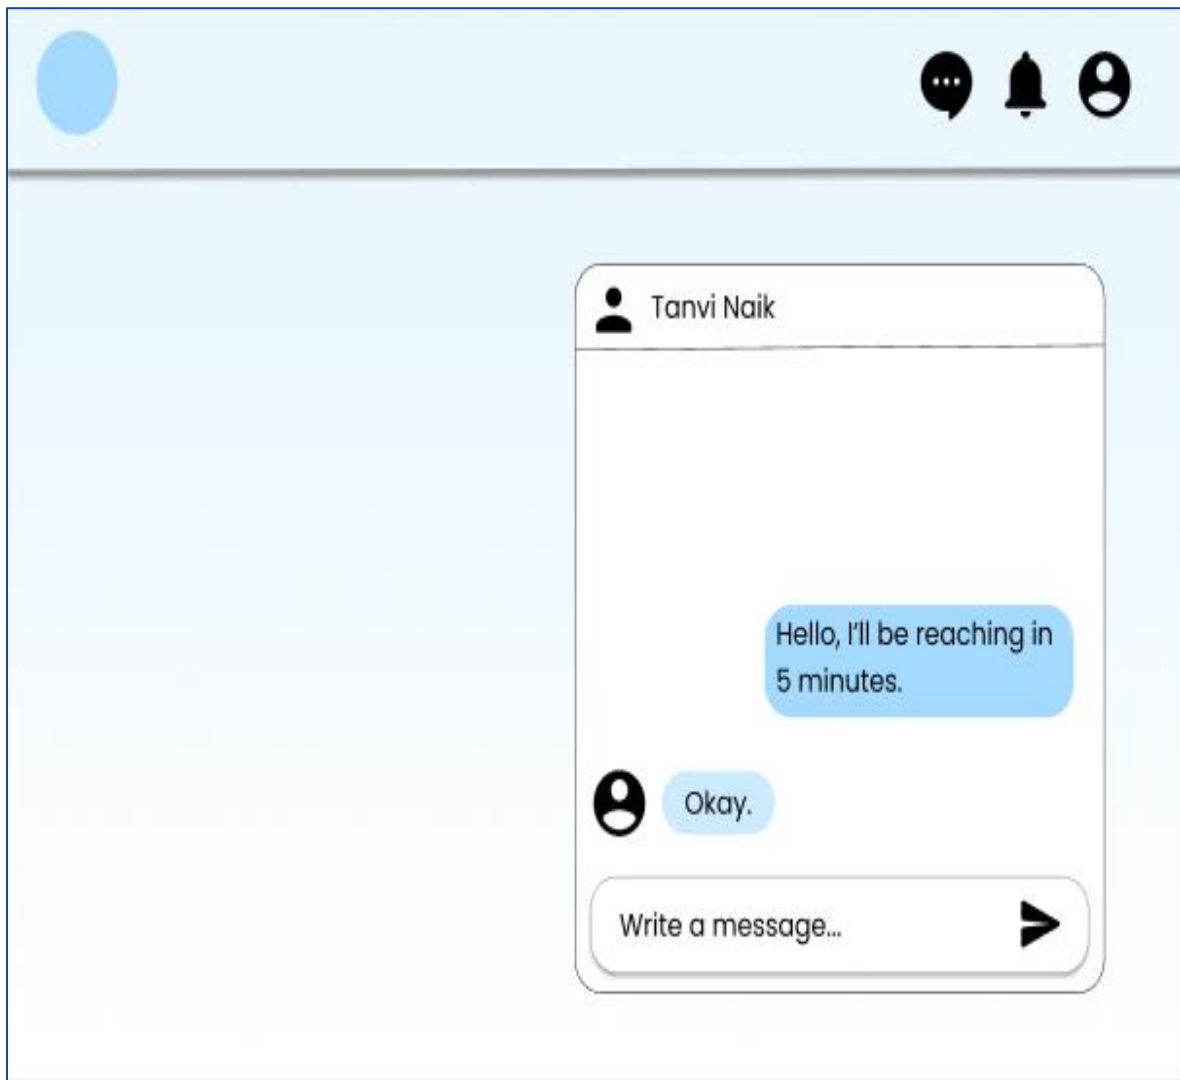 Tanvi Naik
Hello, I'll be reaching in
5 minutes.
Okay.
Write a message...